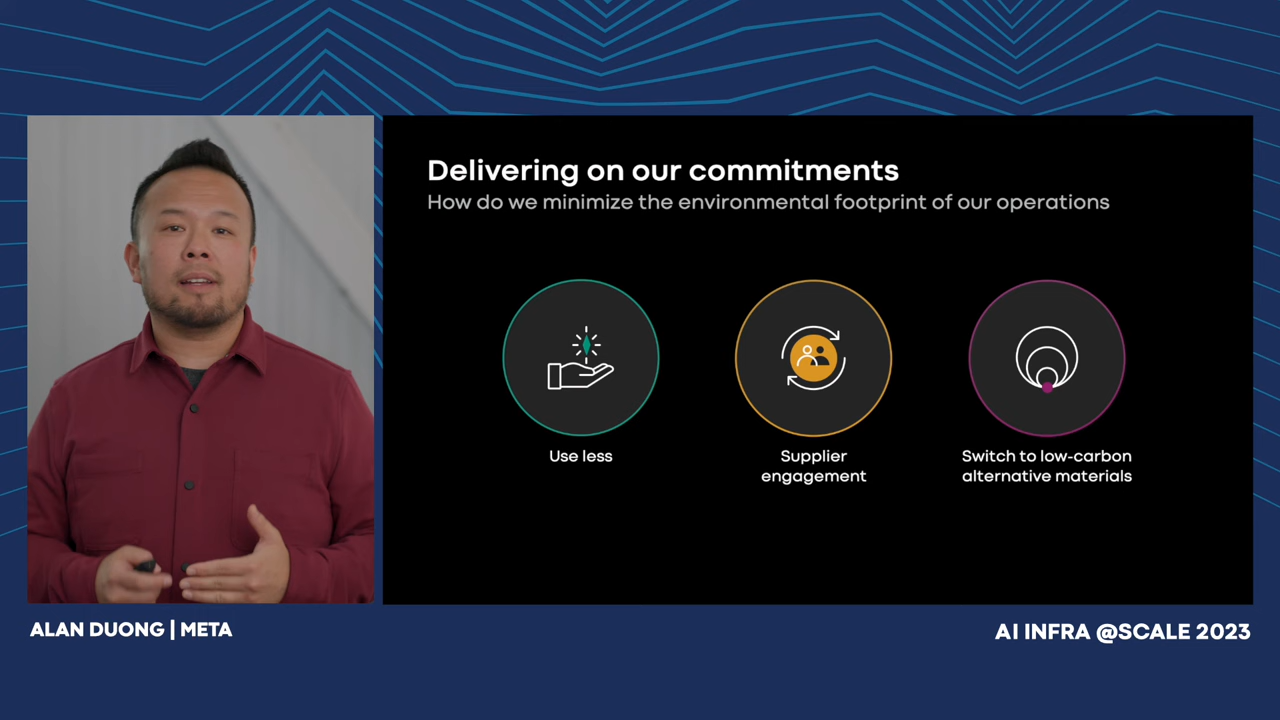 Delivering on our commitments
How do we minimize the environmental footprint of our operations
Use less
Supplier
engagement
Switch to low-carbon
alternative materials
ALAN DUONG | META
AI INFRA @SCALE 2023